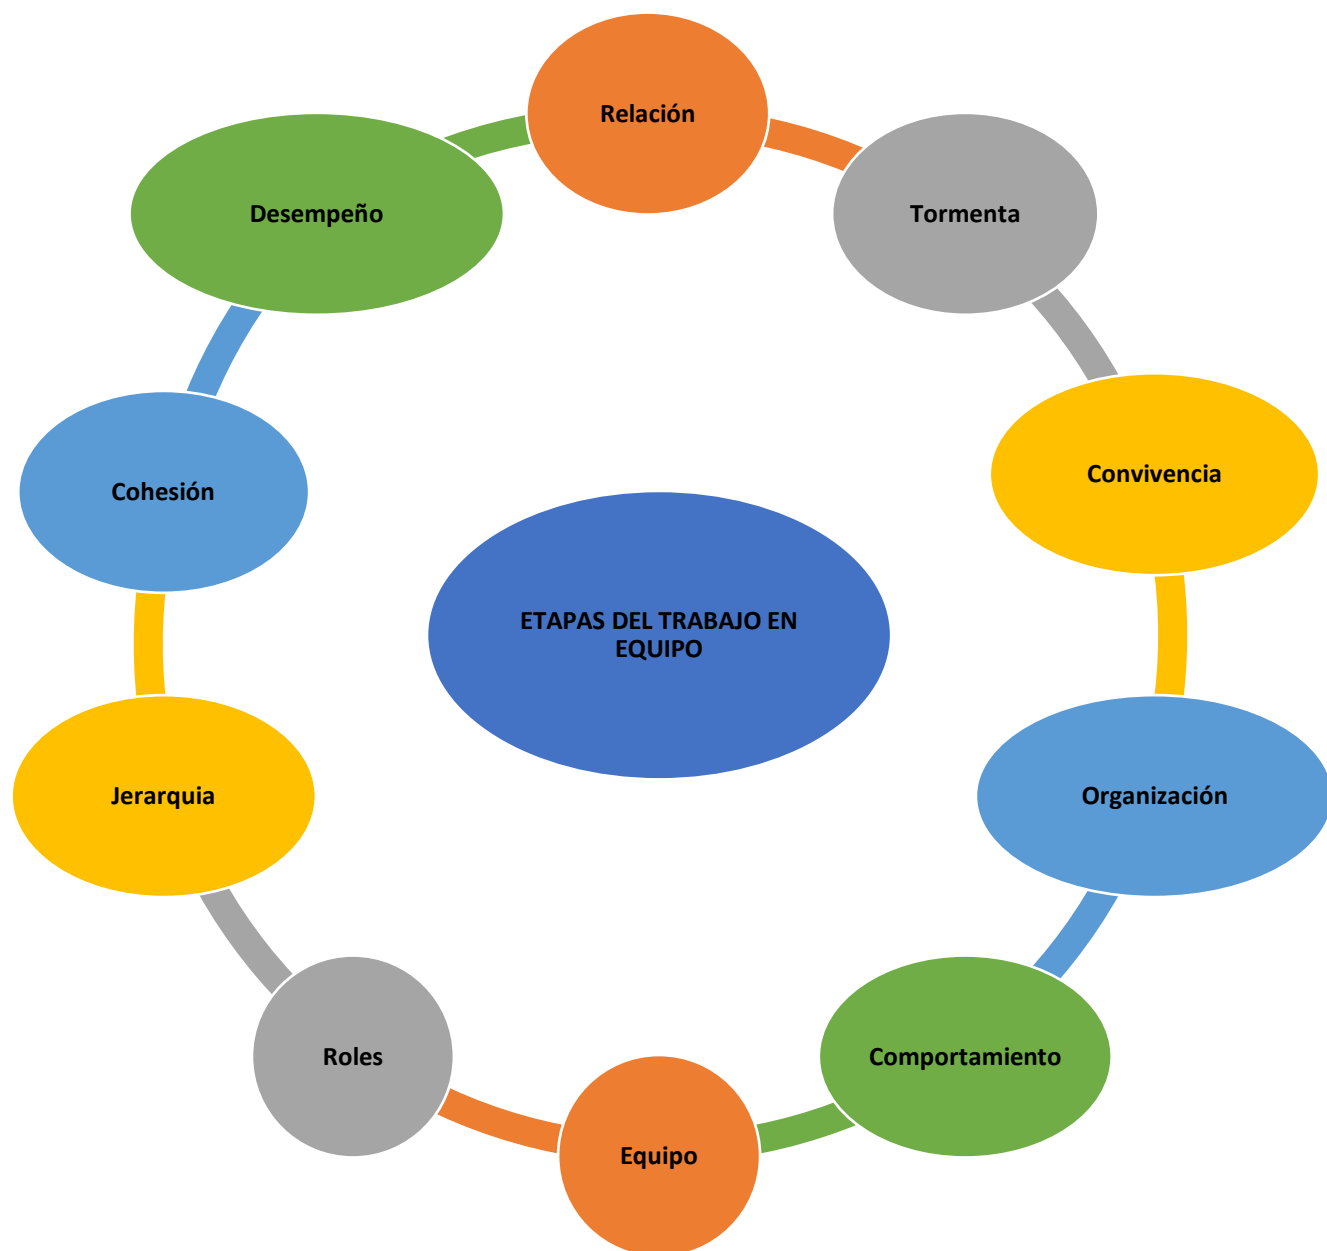 Relación
Tormenta
Convivencia
Organización
Comportamiento
Equipo
Roles
Jerarquia
Cohesión
Desempeño
ETAPAS DEL TRABAJO EN
EQUIPO